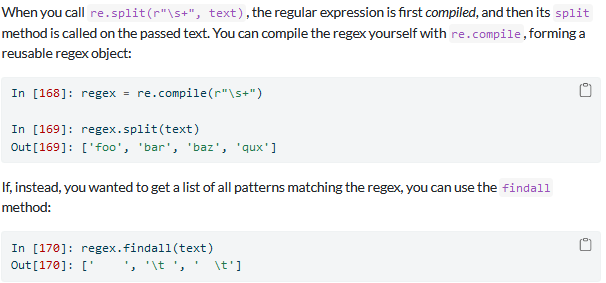 When you call re.split(r"\s+", text), the regular expression is first compiled, and then its split
method is called on the passed text. You can compile the regex yourself with re.compile, forming a
reusable regex object:
In [168]: regex = re.compile(r"\s+")
In [169]: regex.split(text)
Out[169]: ['foo', 'bar', 'baz', 'qux']
If, instead, you wanted to get a list of all patterns matching the regex, you can use the findall
method:
In [170]: regex.findall(text)
Out[170]: ['    ', '\t ', '  \t']